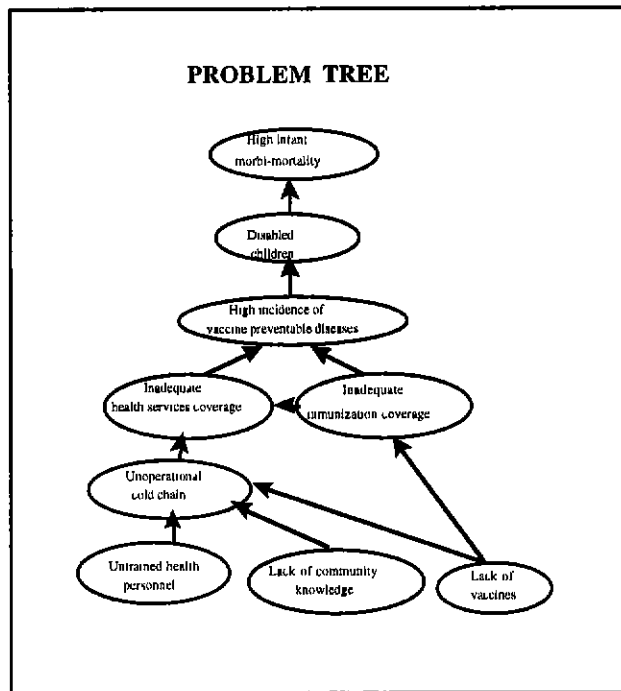 PROBLEM TREE
High infant
morbi-mortality
Disabled
children
High incidence of
vaccine preventable diseases
Inadequate
health services coverage
Inadequate
immunization coverage
Unoperational
cold chain
Untrained health
personnel
Lack of community
knowledge
Lack of
vaccines